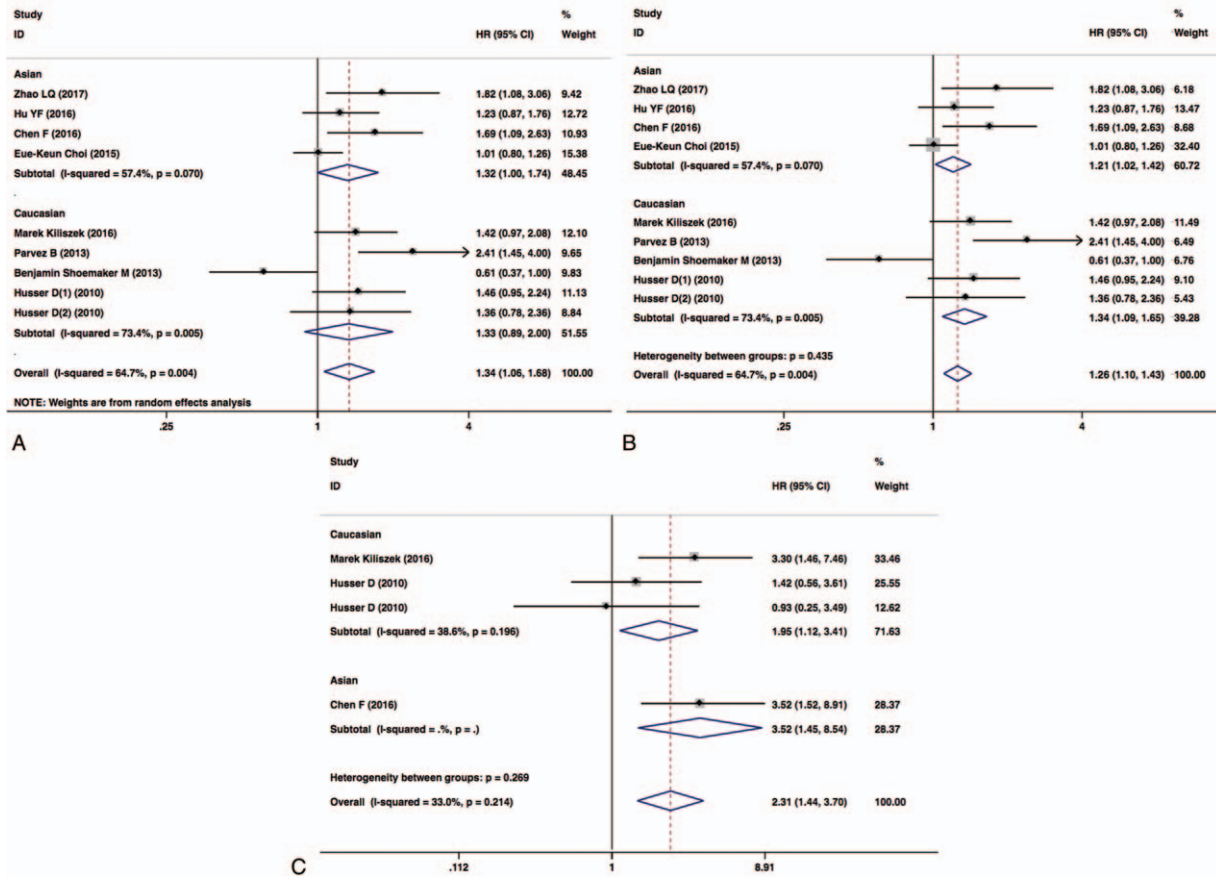 Study %
ID HR (95% CI) Weight
Asian
Zhao LQ (2017) 1.82 (1.08, 3.06) 9.42
Hu YF (2016) 1.23 (0.87, 1.76) 12.72
Chen F (2016) 1.69 (1.09, 2.63) 10.93
Eue-Keun Choi (2015) 1.01 (0.80, 1.26) 15.38
Subtotal (I-squared = 57.4%, p = 0.070) 1.32 (1.00, 1.74) 48.45
.
Caucasian
Marek Kiliszek (2016) 1.42 (0.97, 2.08) 12.10
Parvez B (2013) 2.41 (1.45, 4.00) 9.65
Benjamin Shoemaker M (2013) 0.61 (0.37, 1.00) 9.83
Husser D(1) (2010) 1.46 (0.95, 2.24) 11.13
Husser D(2) (2010) 1.36 (0.78, 2.36) 8.84
Subtotal (I-squared = 73.4%, p = 0.005) 1.33 (0.89, 2.00) 51.55
.
Overall (I-squared = 64.7%, p = 0.004) 1.34 (1.06, 1.68) 100.00
NOTE: Weights are from random effects analysis
.25 1 4
A
Study %
ID HR (95% CI) Weight
Asian
Zhao LQ (2017) 1.82 (1.08, 3.06) 6.18
Hu YF (2016) 1.23 (0.87, 1.76) 13.47
Chen F (2016) 1.69 (1.09, 2.63) 8.68
Eue-Keun Choi (2015) 1.01 (0.80, 1.26) 32.40
Subtotal (I-squared = 57.4%, p = 0.070) 1.21 (1.02, 1.42) 60.72
Caucasian
Marek Kiliszek (2016) 1.42 (0.97, 2.08) 11.49
Parvez B (2013) 2.41 (1.45, 4.00) 6.49
Benjamin Shoemaker M (2013) 0.61 (0.37, 1.00) 6.76
Husser D(1) (2010) 1.46 (0.95, 2.24) 9.10
Husser D(2) (2010) 1.36 (0.78, 2.36) 5.43
Subtotal (I-squared = 73.4%, p = 0.005) 1.34 (1.09, 1.65) 39.28
Heterogeneity between groups: p = 0.435
Overall (I-squared = 64.7%, p = 0.004) 1.26 (1.10, 1.43) 100.00
.25 1 4
B
Study %
ID HR (95% CI) Weight
Caucasian
Marek Kiliszek (2016) 3.30 (1.46, 7.46) 33.46
Husser D (2010) 1.42 (0.56, 3.61) 25.55
Husser D (2010) 0.93 (0.25, 3.49) 12.62
Subtotal (I-squared = 38.6%, p = 0.196) 1.95 (1.12, 3.41) 71.63
Asian
Chen F (2016) 3.52 (1.52, 8.91) 28.37
Subtotal (I-squared = .%, p = .) 3.52 (1.45, 8.54) 28.37
Heterogeneity between groups: p = 0.269
Overall (I-squared = 33.0%, p = 0.214) 2.31 (1.44, 3.70) 100.00
.112 1 8.91
C